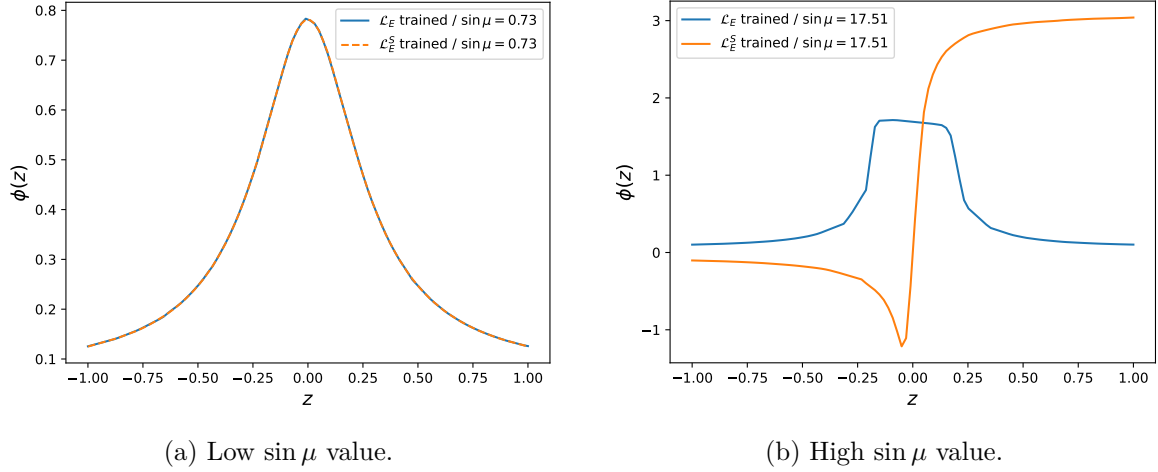 0.8
0.7
0.6
0.5
0.4
0.3
0.2
0.1
ϕ(z)
−1.00 −0.75 −0.50 −0.25 0.00 0.25 0.50 0.75 1.00
z
ℒ_E trained / sin μ = 0.73
ℒ_E^S trained / sin μ = 0.73
(a) Low sin μ value.
3
2
1
0
−1
ϕ(z)
−1.00 −0.75 −0.50 −0.25 0.00 0.25 0.50 0.75 1.00
z
ℒ_E trained / sin μ = 17.51
ℒ_E^S trained / sin μ = 17.51
(b) High sin μ value.